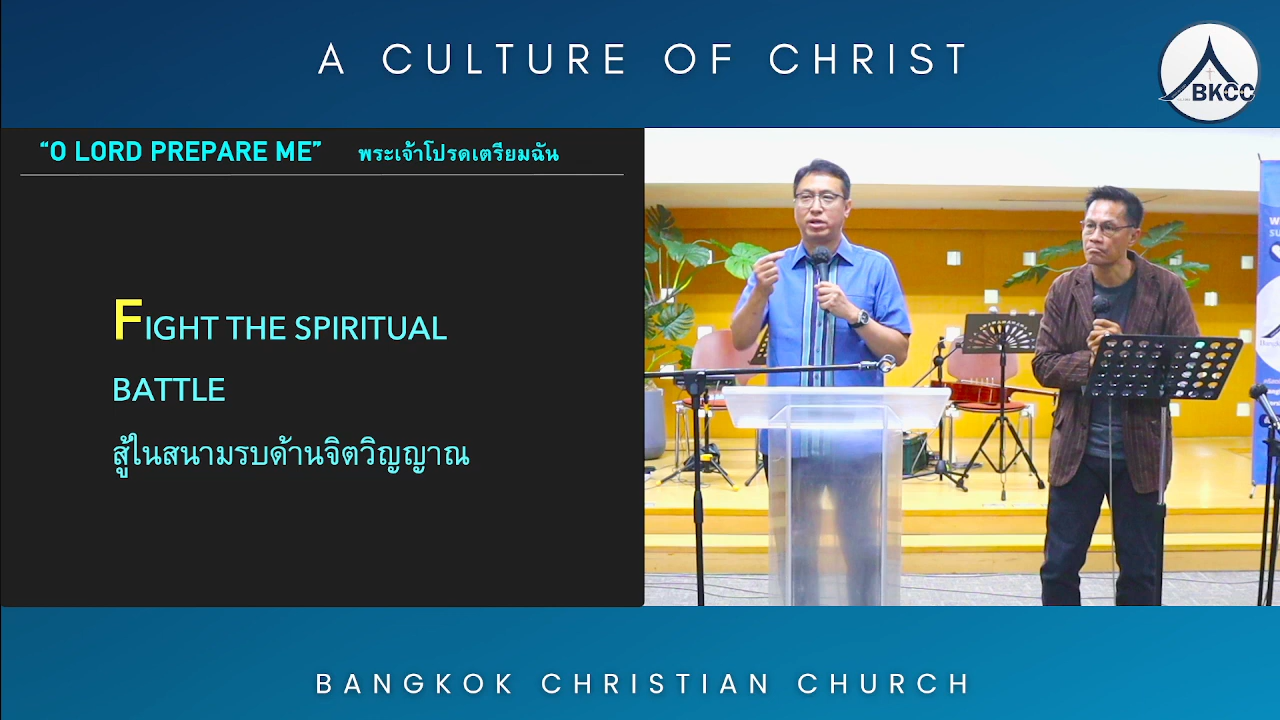 A CULTURE OF CHRIST
BKCC
“O LORD PREPARE ME” พระเจ้าโปรดเตรียมฉัน
FIGHT THE SPIRITUAL
BATTLE
สู้ในสนามรบด้านจิตวิญญาณ
BANGKOK CHRISTIAN CHURCH